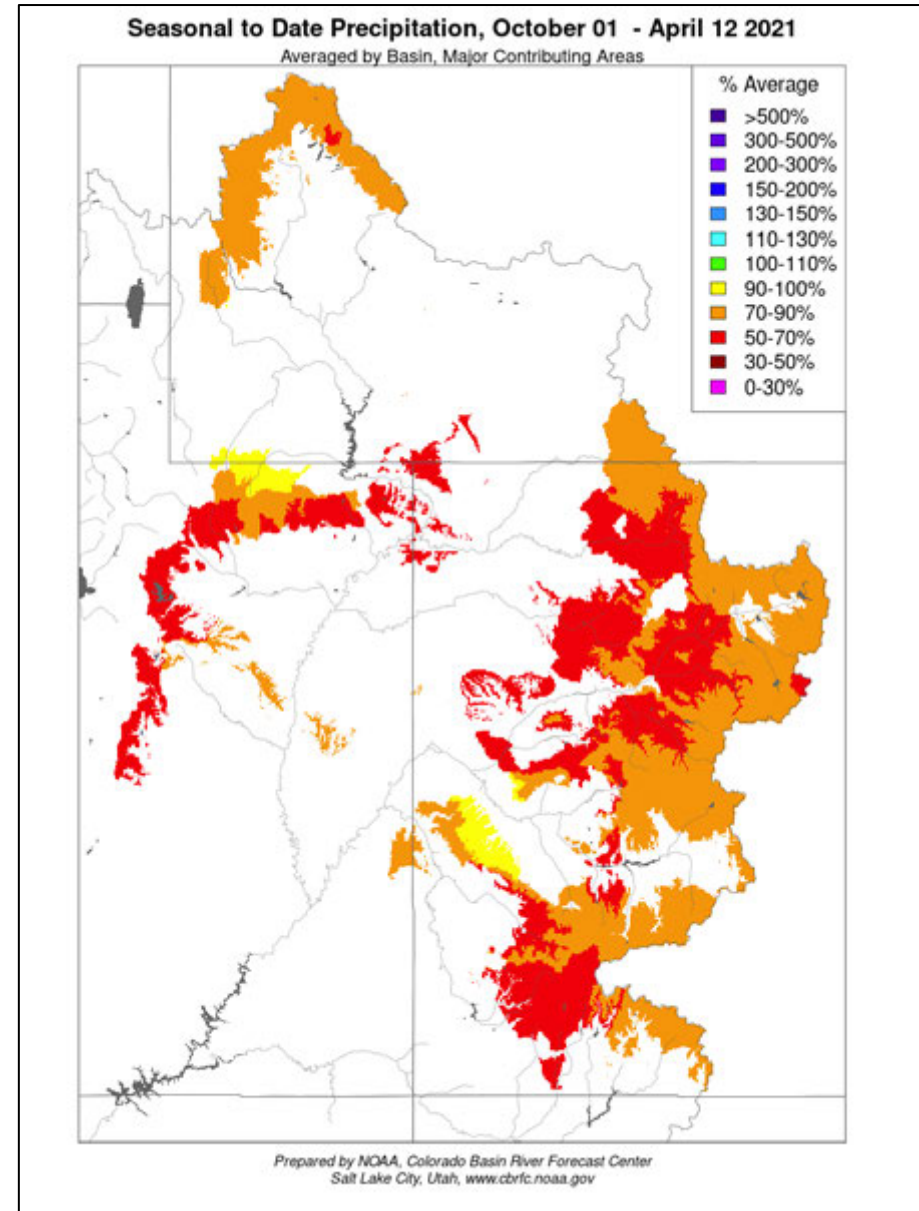 Seasonal to Date Precipitation, October 01 - April 12 2021
Averaged by Basin, Major Contributing Areas
% Average
>500%
300-500%
200-300%
150-200%
130-150%
110-130%
100-110%
90-100%
70-90%
50-70%
30-50%
0-30%
Prepared by NOAA, Colorado Basin River Forecast Center
Salt Lake City, Utah, www.cbrfc.noaa.gov